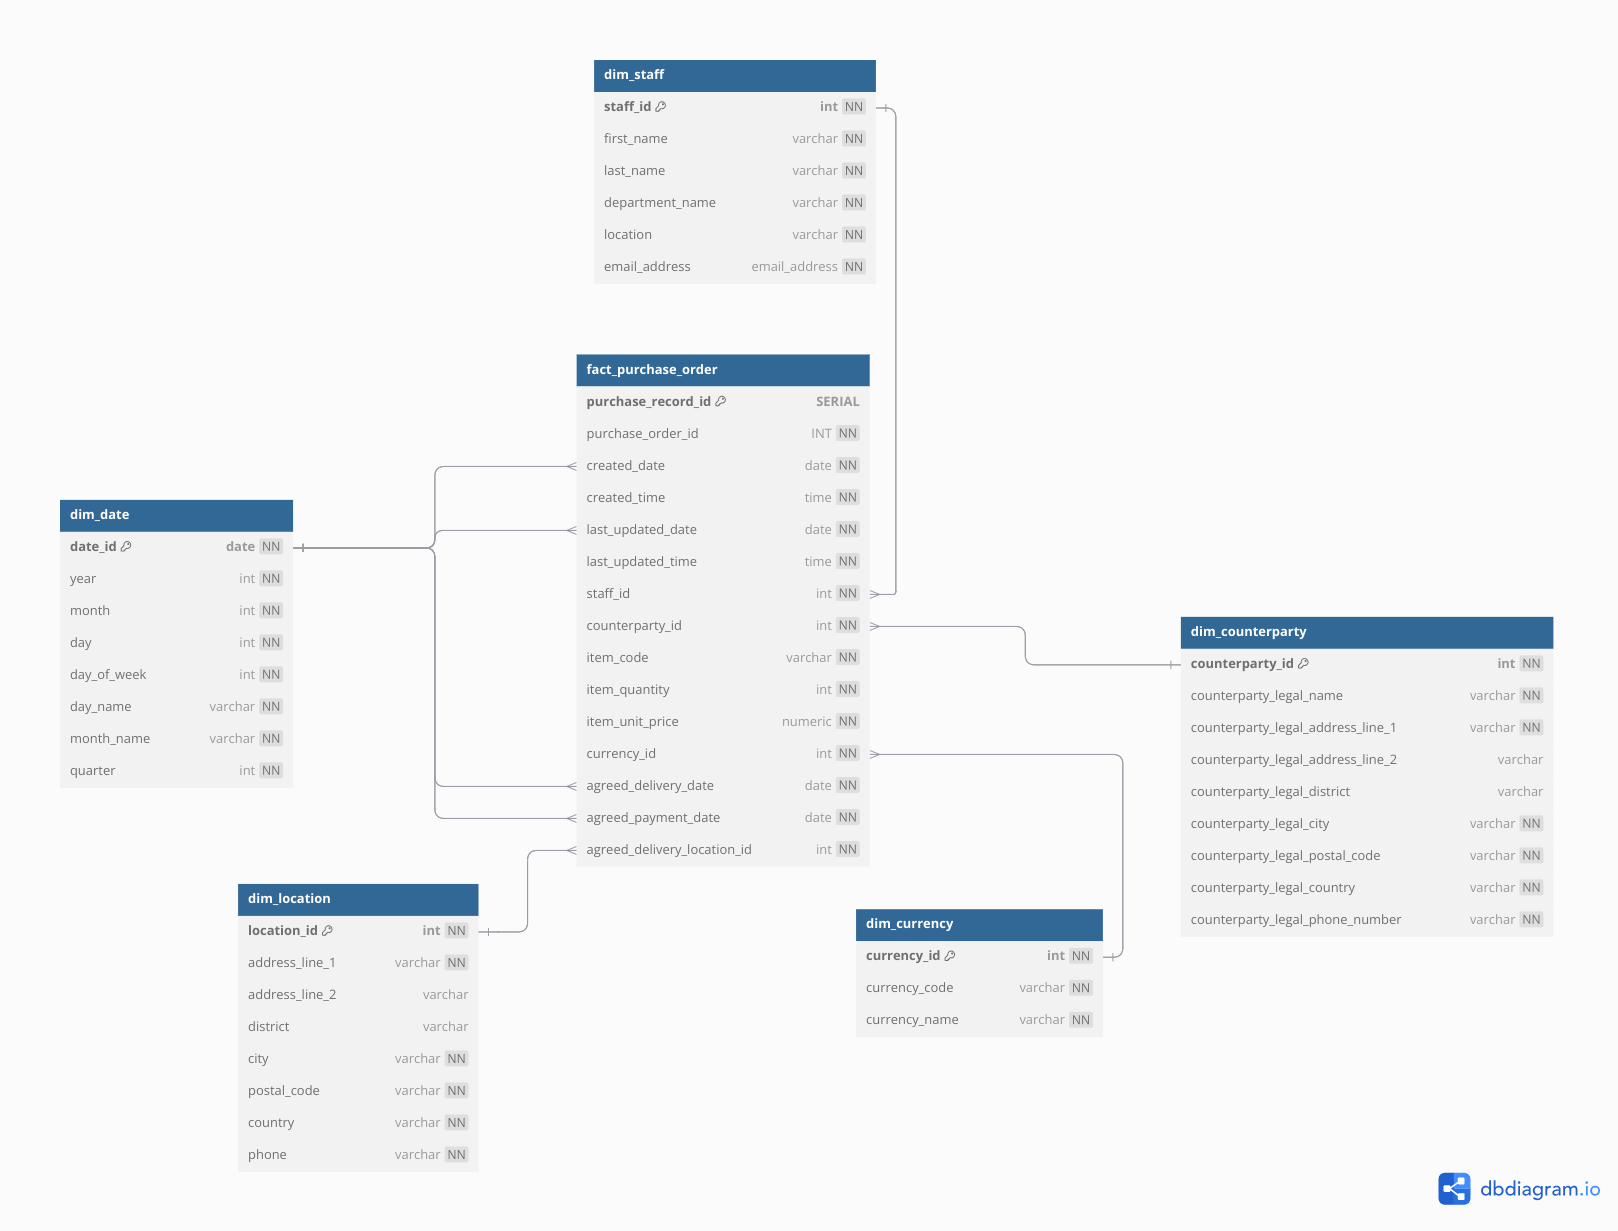 dim_staff
staff_id int NN
first_name varchar NN
last_name varchar NN
department_name varchar NN
location varchar NN
email_address email_address NN
fact_purchase_order
purchase_record_id SERIAL
purchase_order_id INT NN
created_date date NN
created_time time NN
last_updated_date date NN
last_updated_time time NN
staff_id int NN
counterparty_id int NN
item_code varchar NN
item_quantity int NN
item_unit_price numeric NN
currency_id int NN
agreed_delivery_date date NN
agreed_payment_date date NN
agreed_delivery_location_id int NN
dim_date
date_id date NN
year int NN
month int NN
day int NN
day_of_week int NN
day_name varchar NN
month_name varchar NN
quarter int NN
dim_counterparty
counterparty_id int NN
counterparty_legal_name varchar NN
counterparty_legal_address_line_1 varchar NN
counterparty_legal_address_line_2 varchar
counterparty_legal_district varchar
counterparty_legal_city varchar NN
counterparty_legal_postal_code varchar NN
counterparty_legal_country varchar NN
counterparty_legal_phone_number varchar NN
dim_location
location_id int NN
address_line_1 varchar NN
address_line_2 varchar
district varchar
city varchar NN
postal_code varchar NN
country varchar NN
phone varchar NN
dim_currency
currency_id int NN
currency_code varchar NN
currency_name varchar NN
dbdiagram.io